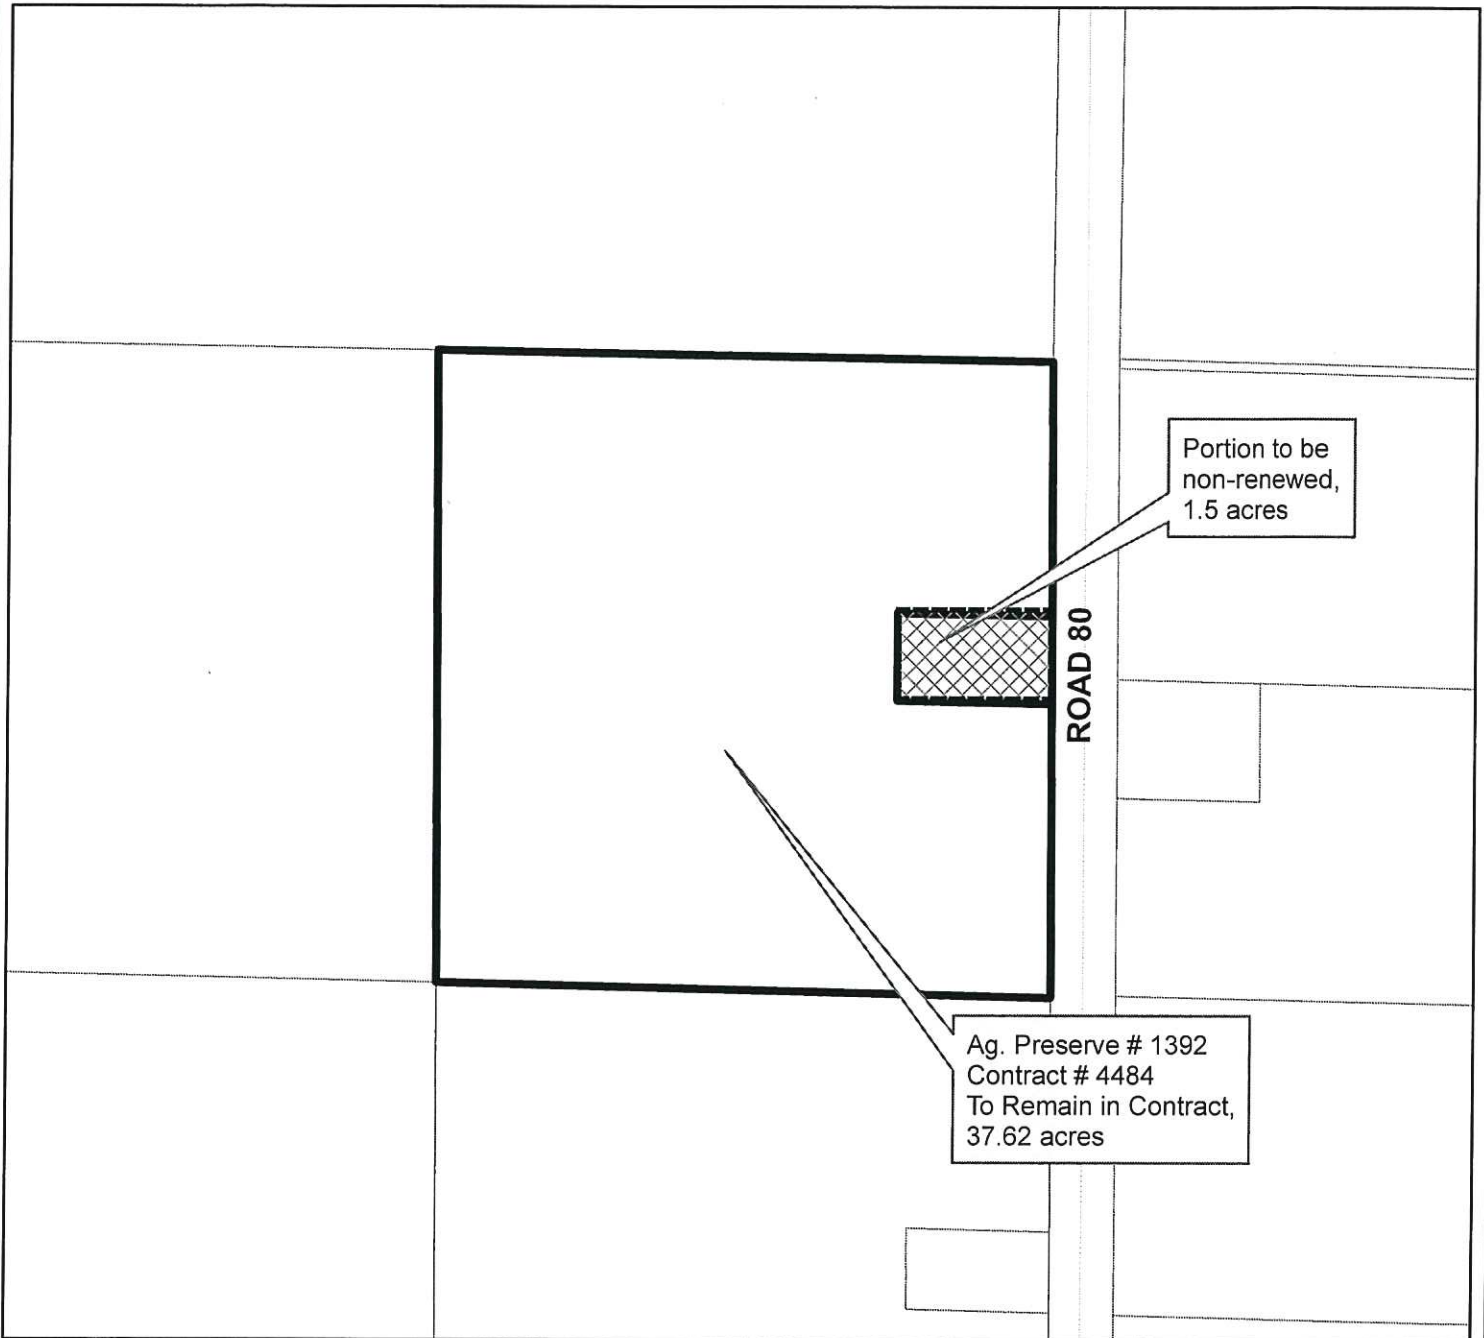 Portion to be
non-renewed,
1.5 acres
ROAD 80
Ag. Preserve # 1392
Contract # 4484
To Remain in Contract,
37.62 acres